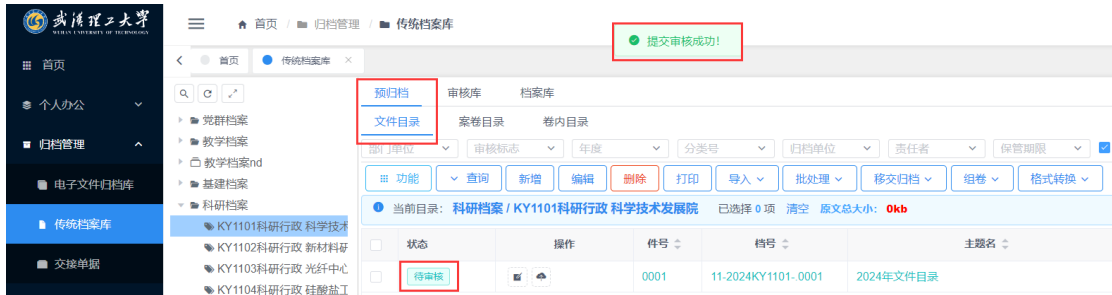 武汉理工大学
WUHAN UNIVERSITY OF TECHNOLOGY
首页 / 归档管理 / 传统档案库
提交审核成功!
首页
首页 传统档案库 ×
个人办公
归档管理
电子文件归档库
传统档案库
交接单据
党群档案
教学档案
教学档案nd
基建档案
科研档案
KY1101科研行政 科学技术
KY1102科研行政 新材料研
KY1103科研行政 光纤中心
KY1104科研行政 硅酸盐工
预归档 审核库 档案库
文件目录 案卷目录 卷内目录
部门单位 审核标志 年度 分类号 归档单位 责任者 保管期限
功能 查询 新增 编辑 删除 打印 导入 批处理 移交归档 组卷 格式转换
当前目录: 科研档案 / KY1101科研行政 科学技术发展院 已选择 0 项 清空 原文总大小: 0kb
状态 操作 件号 档号 主题名
待审核 0001 11-2024KY1101- 0001 2024年文件目录